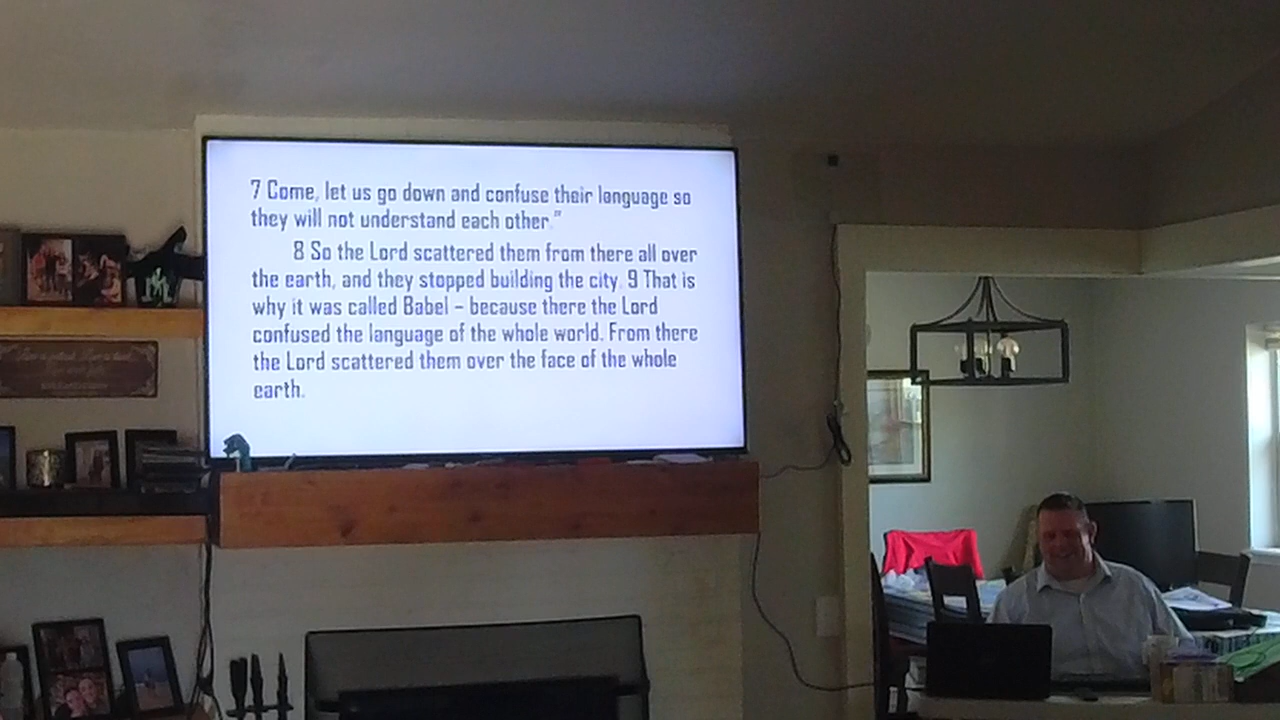 7 Come, let us go down and confuse their language so
they will not understand each other."
8 So the Lord scattered them from there all over
the earth, and they stopped building the city. 9 That is
why it was called Babel – because there the Lord
confused the language of the whole world. From there
the Lord scattered them over the face of the whole
earth.